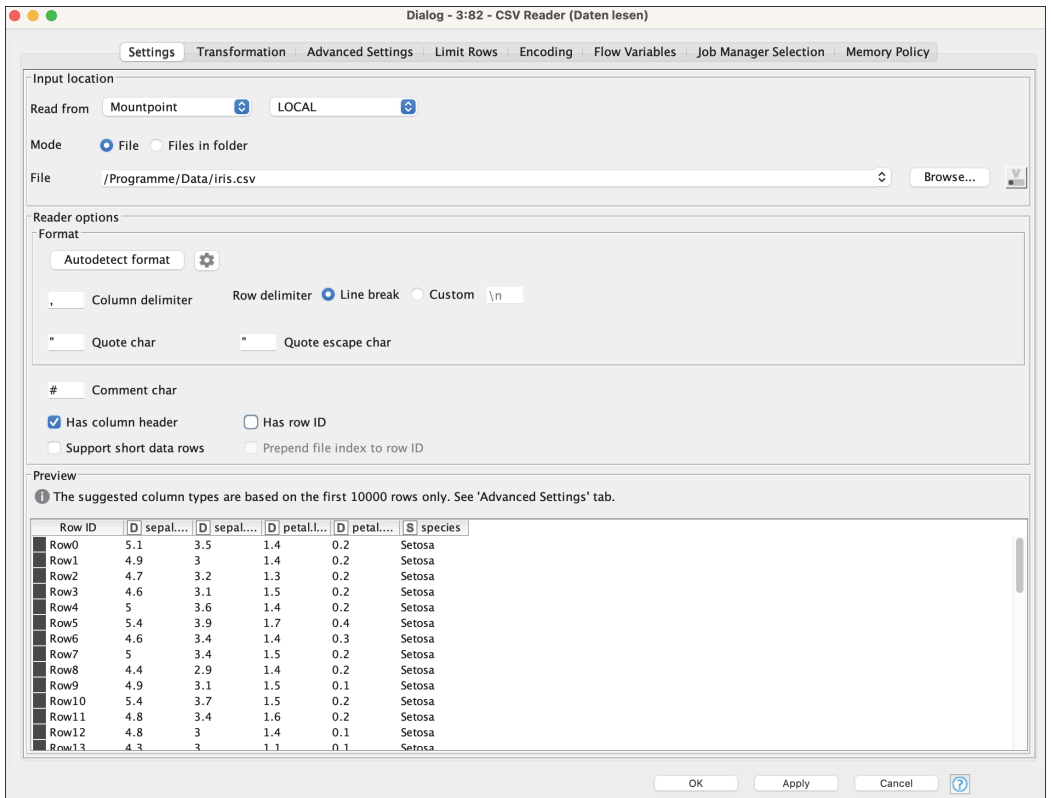 Dialog - 3:82 - CSV Reader (Daten lesen)
Settings Transformation Advanced Settings Limit Rows Encoding Flow Variables Job Manager Selection Memory Policy
Input location
Read from Mountpoint LOCAL
Mode File Files in folder
File /Programme/Data/iris.csv Browse... V
Reader options
Format
Autodetect format
, Column delimiter Row delimiter Line break Custom \n
" Quote char " Quote escape char
# Comment char
Has column header Has row ID
Support short data rows Prepend file index to row ID
Preview
i The suggested column types are based on the first 10000 rows only. See 'Advanced Settings' tab.
Row ID D sepal.... D sepal.... D petal.l... D petal.... S species
Row0 5.1 3.5 1.4 0.2 Setosa
Row1 4.9 3 1.4 0.2 Setosa
Row2 4.7 3.2 1.3 0.2 Setosa
Row3 4.6 3.1 1.5 0.2 Setosa
Row4 5 3.6 1.4 0.2 Setosa
Row5 5.4 3.9 1.7 0.4 Setosa
Row6 4.6 3.4 1.4 0.3 Setosa
Row7 5 3.4 1.5 0.2 Setosa
Row8 4.4 2.9 1.4 0.2 Setosa
Row9 4.9 3.1 1.5 0.1 Setosa
Row10 5.4 3.7 1.5 0.2 Setosa
Row11 4.8 3.4 1.6 0.2 Setosa
Row12 4.8 3 1.4 0.1 Setosa
Row13 4.3 3 1.1 0.1 Setosa
OK Apply Cancel ?